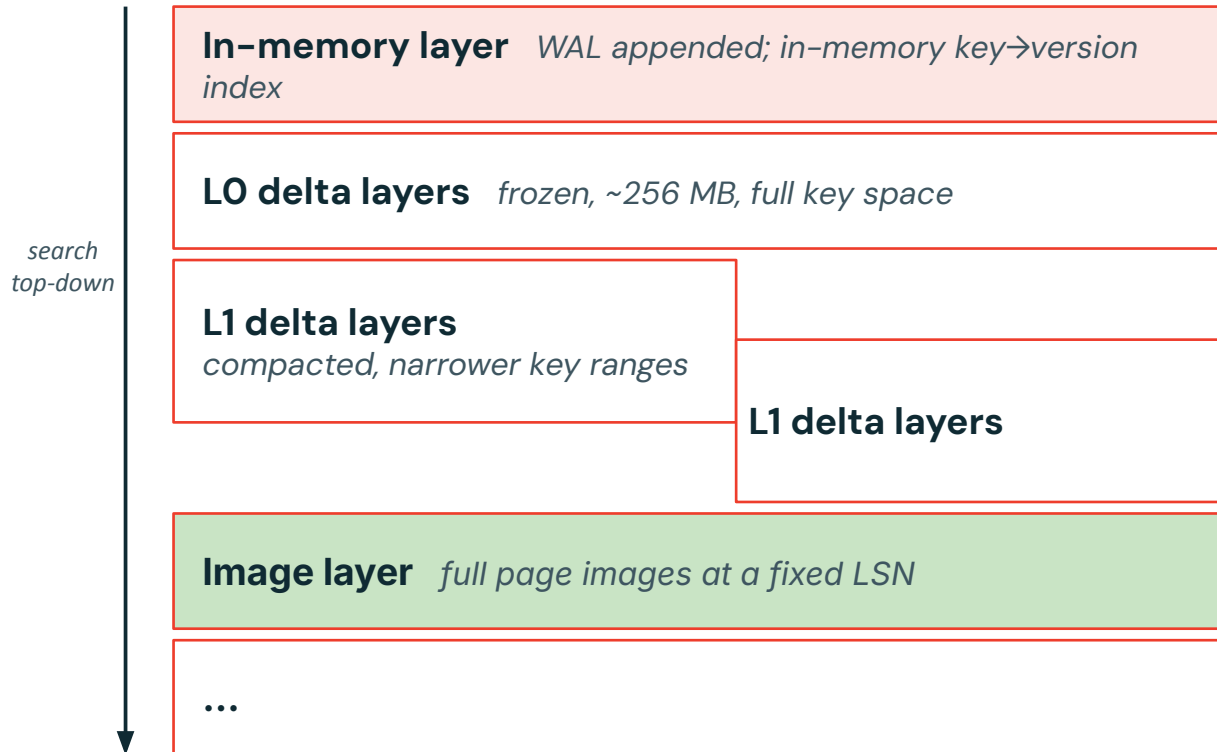 In-memory layer WAL appended; in-memory key→version
index
L0 delta layers frozen, ~256 MB, full key space
search
top-down
L1 delta layers
compacted, narrower key ranges
L1 delta layers
Image layer full page images at a fixed LSN
...